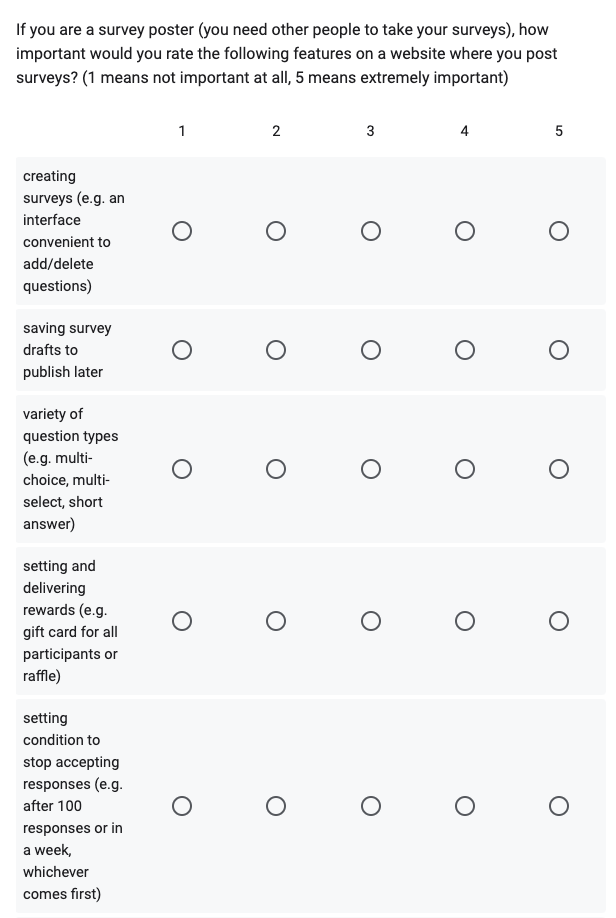 If you are a survey poster (you need other people to take your surveys), how
important would you rate the following features on a website where you post
surveys? (1 means not important at all, 5 means extremely important)
1 2 3 4 5
creating
surveys (e.g. an
interface
convenient to
add/delete
questions)
saving survey
drafts to
publish later
variety of
question types
(e.g. multi-
choice, multi-
select, short
answer)
setting and
delivering
rewards (e.g.
gift card for all
participants or
raffle)
setting
condition to
stop accepting
responses (e.g.
after 100
responses or in
a week,
whichever
comes first)